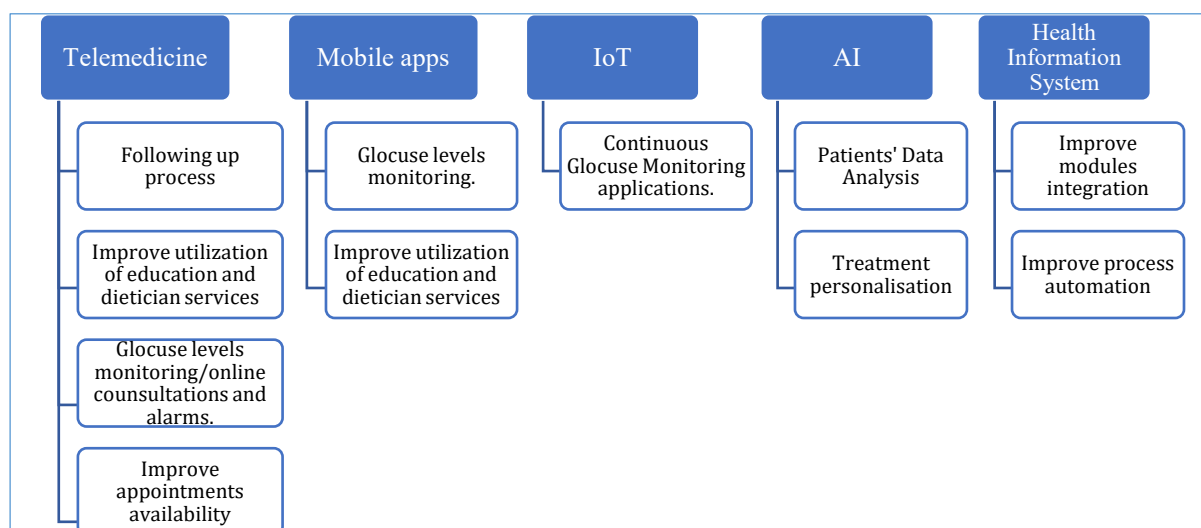 Telemedicine
Following up
process
Improve utilization
of education and
dietician services
Glocuse levels
monitoring/online
counsultations and
alarms.
Improve
appointments
availability
Mobile apps
Glocuse levels
monitoring.
Improve utilization
of education and
dietician services
IoT
Continuous
Glocuse Monitoring
applications.
AI
Patients' Data
Analysis
Treatment
personalisation
Health
Information
System
Improve
modules
integration
Improve process
automation